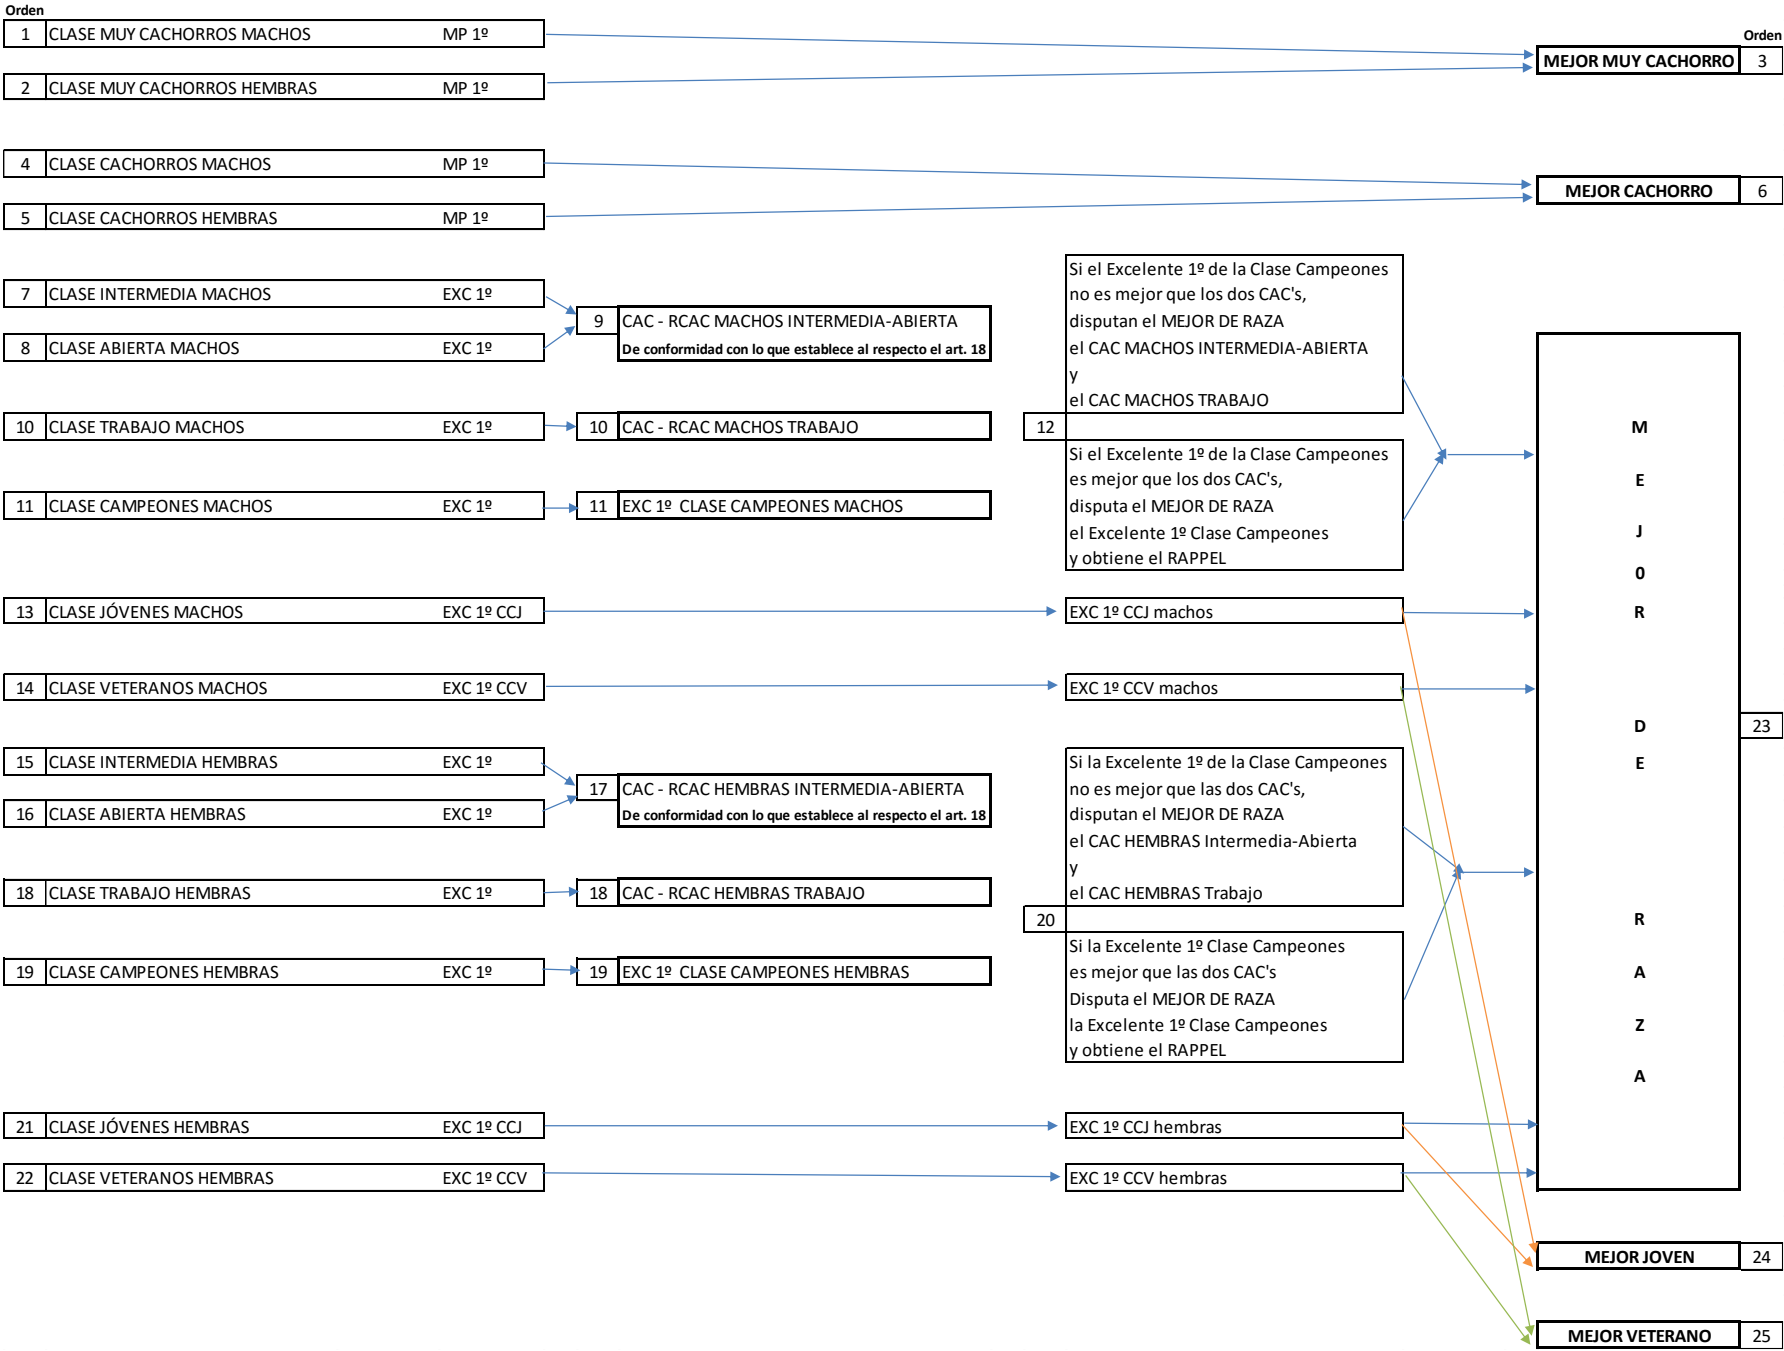 Orden
1 CLASE MUY CACHORROS MACHOS MP 1º
Orden
MEJOR MUY CACHORRO 3
2 CLASE MUY CACHORROS HEMBRAS MP 1º
4 CLASE CACHORROS MACHOS MP 1º
MEJOR CACHORRO 6
5 CLASE CACHORROS HEMBRAS MP 1º
7 CLASE INTERMEDIA MACHOS EXC 1º
8 CLASE ABIERTA MACHOS EXC 1º
9 CAC - RCAC MACHOS INTERMEDIA-ABIERTA
De conformidad con lo que establece al respecto el art. 18
10 CLASE TRABAJO MACHOS EXC 1º
10 CAC - RCAC MACHOS TRABAJO
11 CLASE CAMPEONES MACHOS EXC 1º
11 EXC 1º CLASE CAMPEONES MACHOS
Si el Excelente 1º de la Clase Campeones
no es mejor que los dos CAC's,
disputan el MEJOR DE RAZA
el CAC MACHOS INTERMEDIA-ABIERTA
y
el CAC MACHOS TRABAJO
12
Si el Excelente 1º de la Clase Campeones
es mejor que los dos CAC's,
disputa el MEJOR DE RAZA
el Excelente 1º Clase Campeones
y obtiene el RAPPEL
13 CLASE JÓVENES MACHOS EXC 1º CCJ
EXC 1º CCJ machos
14 CLASE VETERANOS MACHOS EXC 1º CCV
EXC 1º CCV machos
15 CLASE INTERMEDIA HEMBRAS EXC 1º
16 CLASE ABIERTA HEMBRAS EXC 1º
17 CAC - RCAC HEMBRAS INTERMEDIA-ABIERTA
De conformidad con lo que establece al respecto el art. 18
18 CLASE TRABAJO HEMBRAS EXC 1º
18 CAC - RCAC HEMBRAS TRABAJO
19 CLASE CAMPEONES HEMBRAS EXC 1º
19 EXC 1º CLASE CAMPEONES HEMBRAS
Si la Excelente 1º de la Clase Campeones
no es mejor que las dos CAC's,
disputan el MEJOR DE RAZA
el CAC HEMBRAS Intermedia-Abierta
y
el CAC HEMBRAS Trabajo
20
Si la Excelente 1º Clase Campeones
es mejor que las dos CAC's
Disputa el MEJOR DE RAZA
la Excelente 1º Clase Campeones
y obtiene el RAPPEL
21 CLASE JÓVENES HEMBRAS EXC 1º CCJ
EXC 1º CCJ hembras
22 CLASE VETERANOS HEMBRAS EXC 1º CCV
EXC 1º CCV hembras
M
E
J
0
R
D
E
R
A
Z
A
23
MEJOR JOVEN 24
MEJOR VETERANO 25